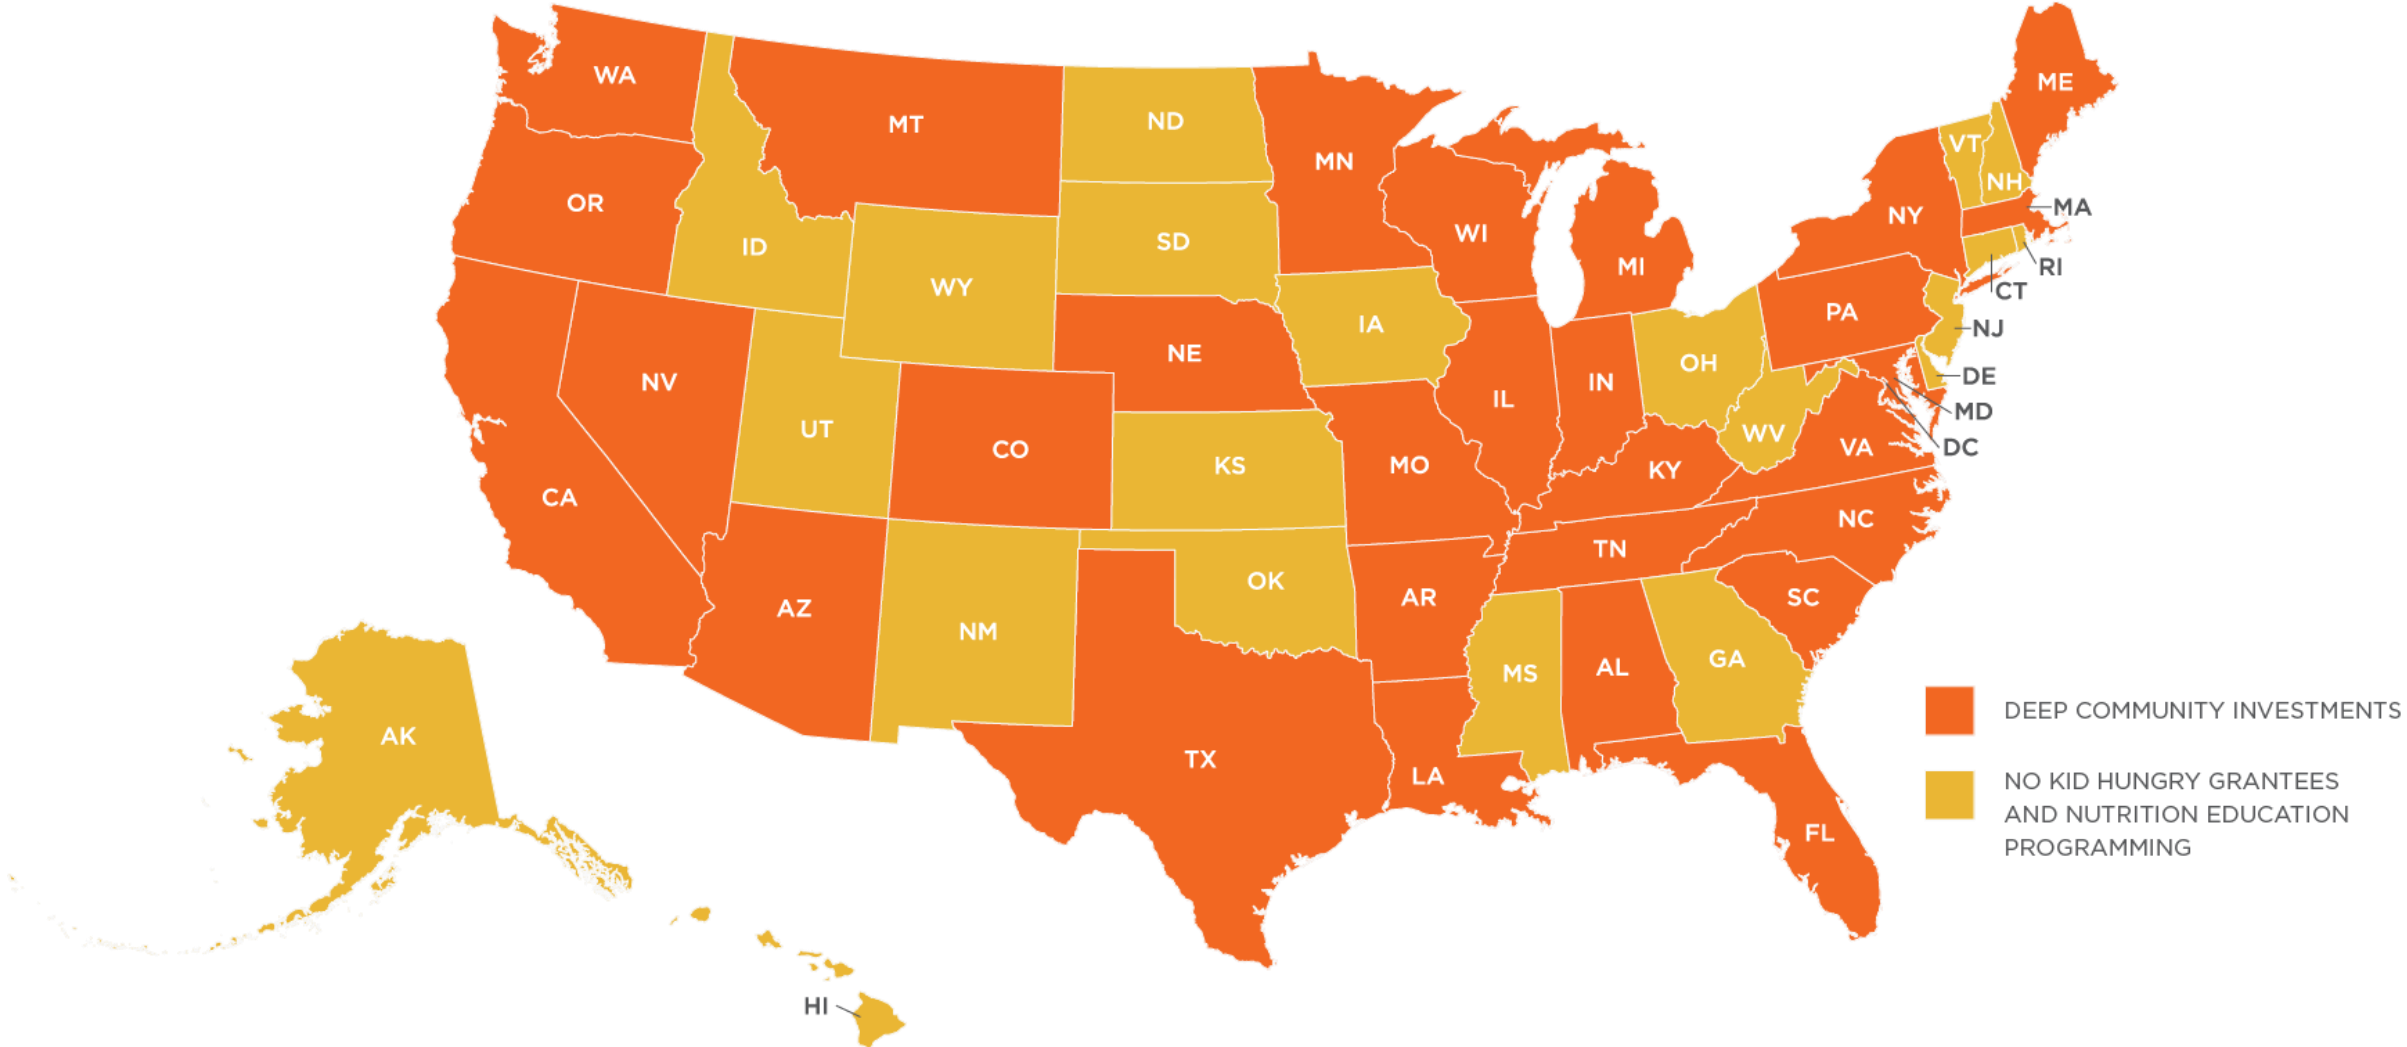 WA
MT
ND
MN
ME
VT
NH
OR
ID
WY
SD
WI
MI
NY
MA
RI
CT
NV
UT
CO
NE
IA
IL
IN
OH
PA
NJ
DE
MD
DC
CA
AZ
NM
KS
MO
KY
WV
VA
OK
AR
TN
NC
SC
TX
LA
MS
AL
GA
FL
AK
HI
DEEP COMMUNITY INVESTMENTS
NO KID HUNGRY GRANTEES
AND NUTRITION EDUCATION
PROGRAMMING